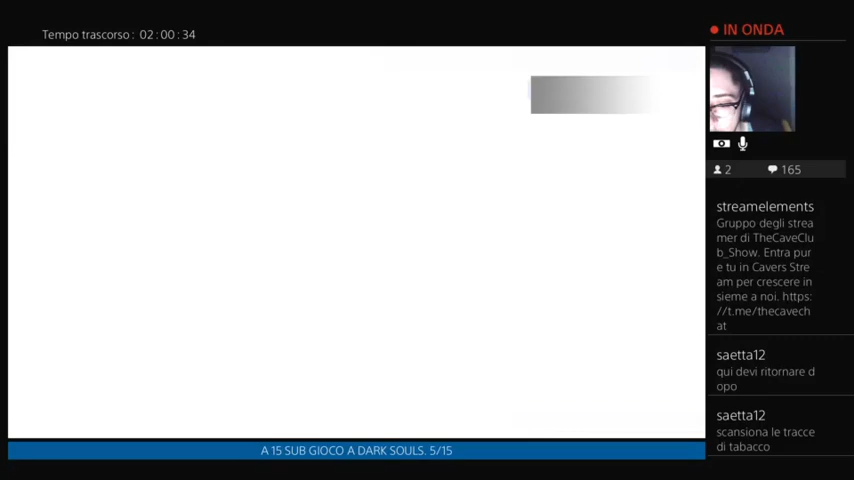 Tempo trascorso: 02:00:34
IN ONDA
2
165
streamelements
Gruppo degli strea
mer di TheCaveClu
b_Show. Entra pur
e tu in Cavers Stre
am per crescere in
sieme a noi. https:
//t.me/thecavech
at
saetta12
qui devi ritornare d
opo
saetta12
scansiona le tracce
di tabacco
A 15 SUB GIOCO A DARK SOULS. 5/15